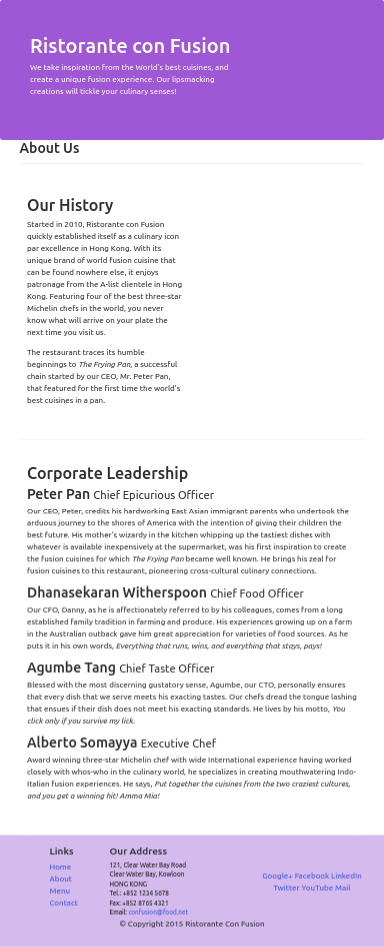 Ristorante con Fusion
We take inspiration from the World's best cuisines, and
create a unique fusion experience. Our lipsmacking
creations will tickle your culinary senses!
About Us
Our History
Started in 2010, Ristorante con Fusion
quickly established itself as a culinary icon
par excellence in Hong Kong. With its
unique brand of world fusion cuisine that
can be found nowhere else, it enjoys
patronage from the A-list clientele in Hong
Kong. Featuring four of the best three-star
Michelin chefs in the world, you never
know what will arrive on your plate the
next time you visit us.
The restaurant traces its humble
beginnings to The Frying Pan, a successful
chain started by our CEO, Mr. Peter Pan,
that featured for the first time the world's
best cuisines in a pan.
Corporate Leadership
Peter Pan Chief Epicurious Officer
Our CEO, Peter, credits his hardworking East Asian immigrant parents who undertook the
arduous journey to the shores of America with the intention of giving their children the
best future. His mother's wizardy in the kitchen whipping up the tastiest dishes with
whatever is available inexpensively at the supermarket, was his first inspiration to create
the fusion cuisines for which The Frying Pan became well known. He brings his zeal for
fusion cuisines to this restaurant, pioneering cross-cultural culinary connections.
Dhanasekaran Witherspoon Chief Food Officer
Our CFO, Danny, as he is affectionately referred to by his colleagues, comes from a long
established family tradition in farming and produce. His experiences growing up on a farm
in the Australian outback gave him great appreciation for varieties of food sources. As he
puts it in his own words, Everything that runs, wins, and everything that stays, pays!
Agumbe Tang Chief Taste Officer
Blessed with the most discerning gustatory sense, Agumbe, our CTO, personally ensures
that every dish that we serve meets his exacting tastes. Our chefs dread the tongue lashing
that ensues if their dish does not meet his exacting standards. He lives by his motto, You
click only if you survive my lick.
Alberto Somayya Executive Chef
Award winning three-star Michelin chef with wide International experience having worked
closely with whos-who in the culinary world, he specializes in creating mouthwatering Indo-
Italian fusion experiences. He says, Put together the cuisines from the two craziest cultures,
and you get a winning hit! Amma Mia!
Links
Home
About
Menu
Contact
Our Address
121, Clear Water Bay Road
Clear Water Bay, Kowloon
HONG KONG
Tel.: +852 1234 5678
Fax: +852 8765 4321
Email: confusion@food.net
Google+ Facebook LinkedIn
Twitter YouTube Mail
© Copyright 2015 Ristorante Con Fusion